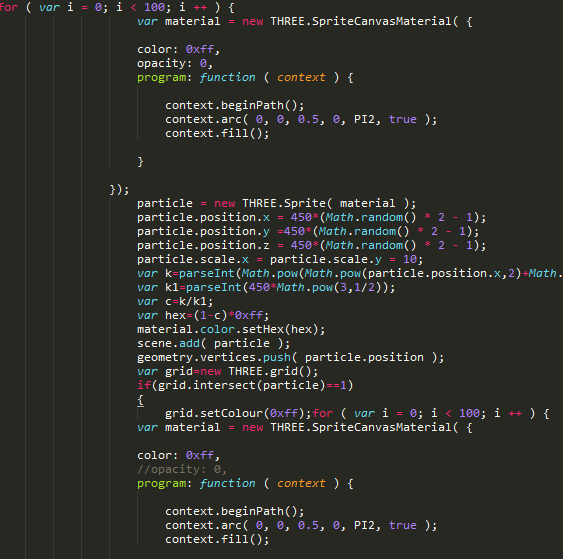 for ( var i = 0; i < 100; i ++ ) {
var material = new THREE.SpriteCanvasMaterial( {
color: 0xff,
opacity: 0,
program: function ( context ) {
context.beginPath();
context.arc( 0, 0, 0.5, 0, PI2, true );
context.fill();
}
});
particle = new THREE.Sprite( material );
particle.position.x = 450*(Math.random() * 2 - 1);
particle.position.y =450*(Math.random() * 2 - 1);
particle.position.z = 450*(Math.random() * 2 - 1);
particle.scale.x = particle.scale.y = 10;
var k=parseInt(Math.pow(Math.pow(particle.position.x,2)+Math.
var k1=parseInt(450*Math.pow(3,1/2));
var c=k/k1;
var hex=(1-c)*0xff;
material.color.setHex(hex);
scene.add( particle );
geometry.vertices.push( particle.position );
var grid=new THREE.grid();
if(grid.intersect(particle)==1)
{
grid.setColour(0xff);for ( var i = 0; i < 100; i ++ ) {
var material = new THREE.SpriteCanvasMaterial( {
color: 0xff,
//opacity: 0,
program: function ( context ) {
context.beginPath();
context.arc( 0, 0, 0.5, 0, PI2, true );
context.fill();